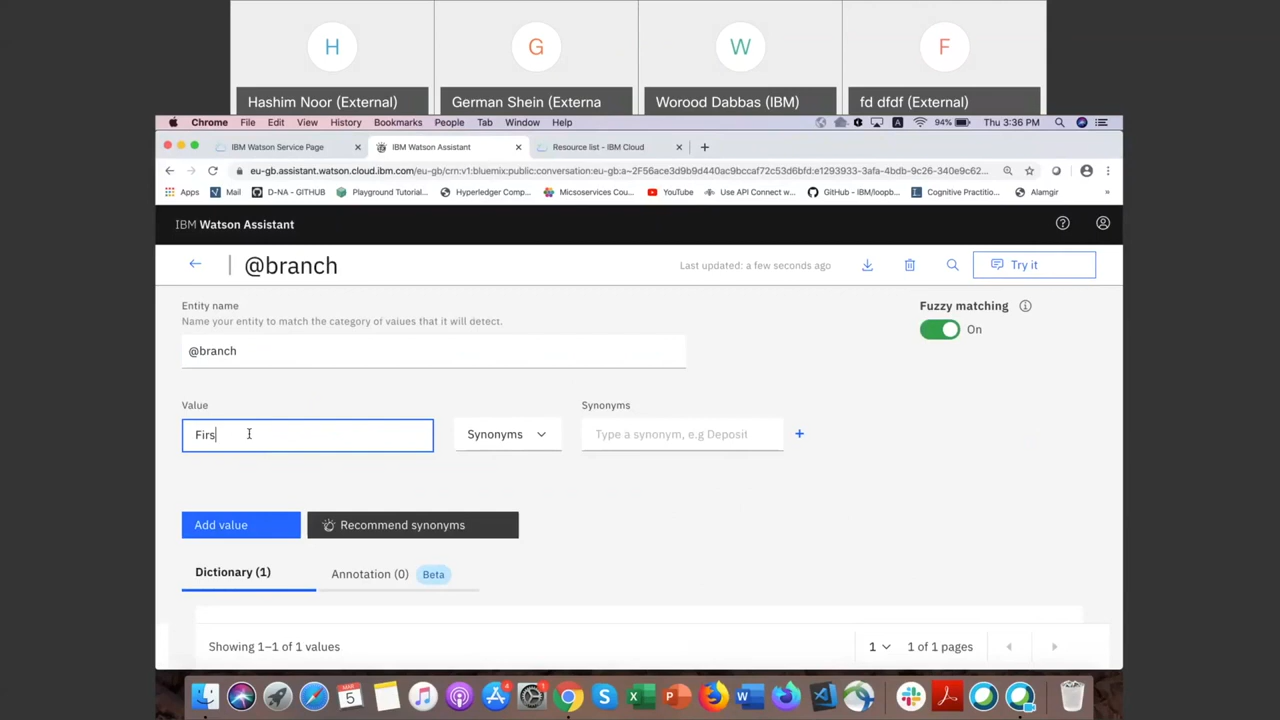 H
G
W
F
Hashim Noor (External)
German Shein (Externa
Worood Dabbas (IBM)
fd dfdf (External)
Chrome File Edit View History Bookmarks People Tab Window Help
A 94% Thu 3:36 PM
IBM Watson Service Page
IBM Watson Assistant
Resource list - IBM Cloud
eu-gb.assistant.watson.cloud.ibm.com/eu-gb/crn:v1:bluemix:public:conversation:eu-gb:a~2F56ace3d9b9d440ac9bccaf72c53d6bfd:e1293933-3afa-4bdb-9c26-340e9c62...
Apps Mail D-NA - GITHUB Playground Tutorial... Hyperledger Comp... Miczoservices Cou... YouTube Use API Connect w... GitHub - IBM/loopb... Cognitive Practitio... Alamgir »
IBM Watson Assistant
@branch
Last updated: a few seconds ago
Try it
Entity name
Name your entity to match the category of values that it will detect.
@branch
Fuzzy matching
On
Value
Firs
Synonyms
Synonyms
Type a synonym, e.g Deposit
Add value
Recommend synonyms
Dictionary (1)
Annotation (0) Beta
Showing 1–1 of 1 values
1
1 of 1 pages
MAR
5
4
1